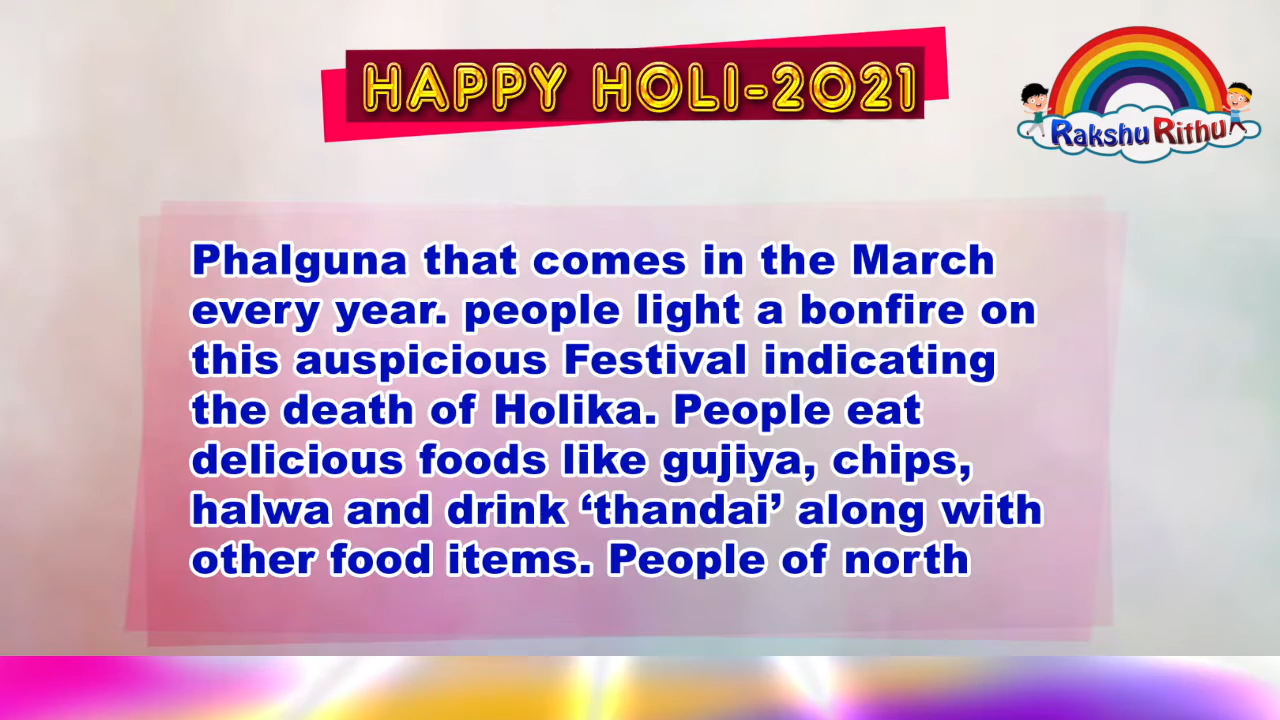 HAPPY HOLI-2021
Rakshu Rithu
Phalguna that comes in the March
every year. people light a bonfire on
this auspicious Festival indicating
the death of Holika. People eat
delicious foods like gujiya, chips,
halwa and drink ‘thandai’ along with
other food items. People of north